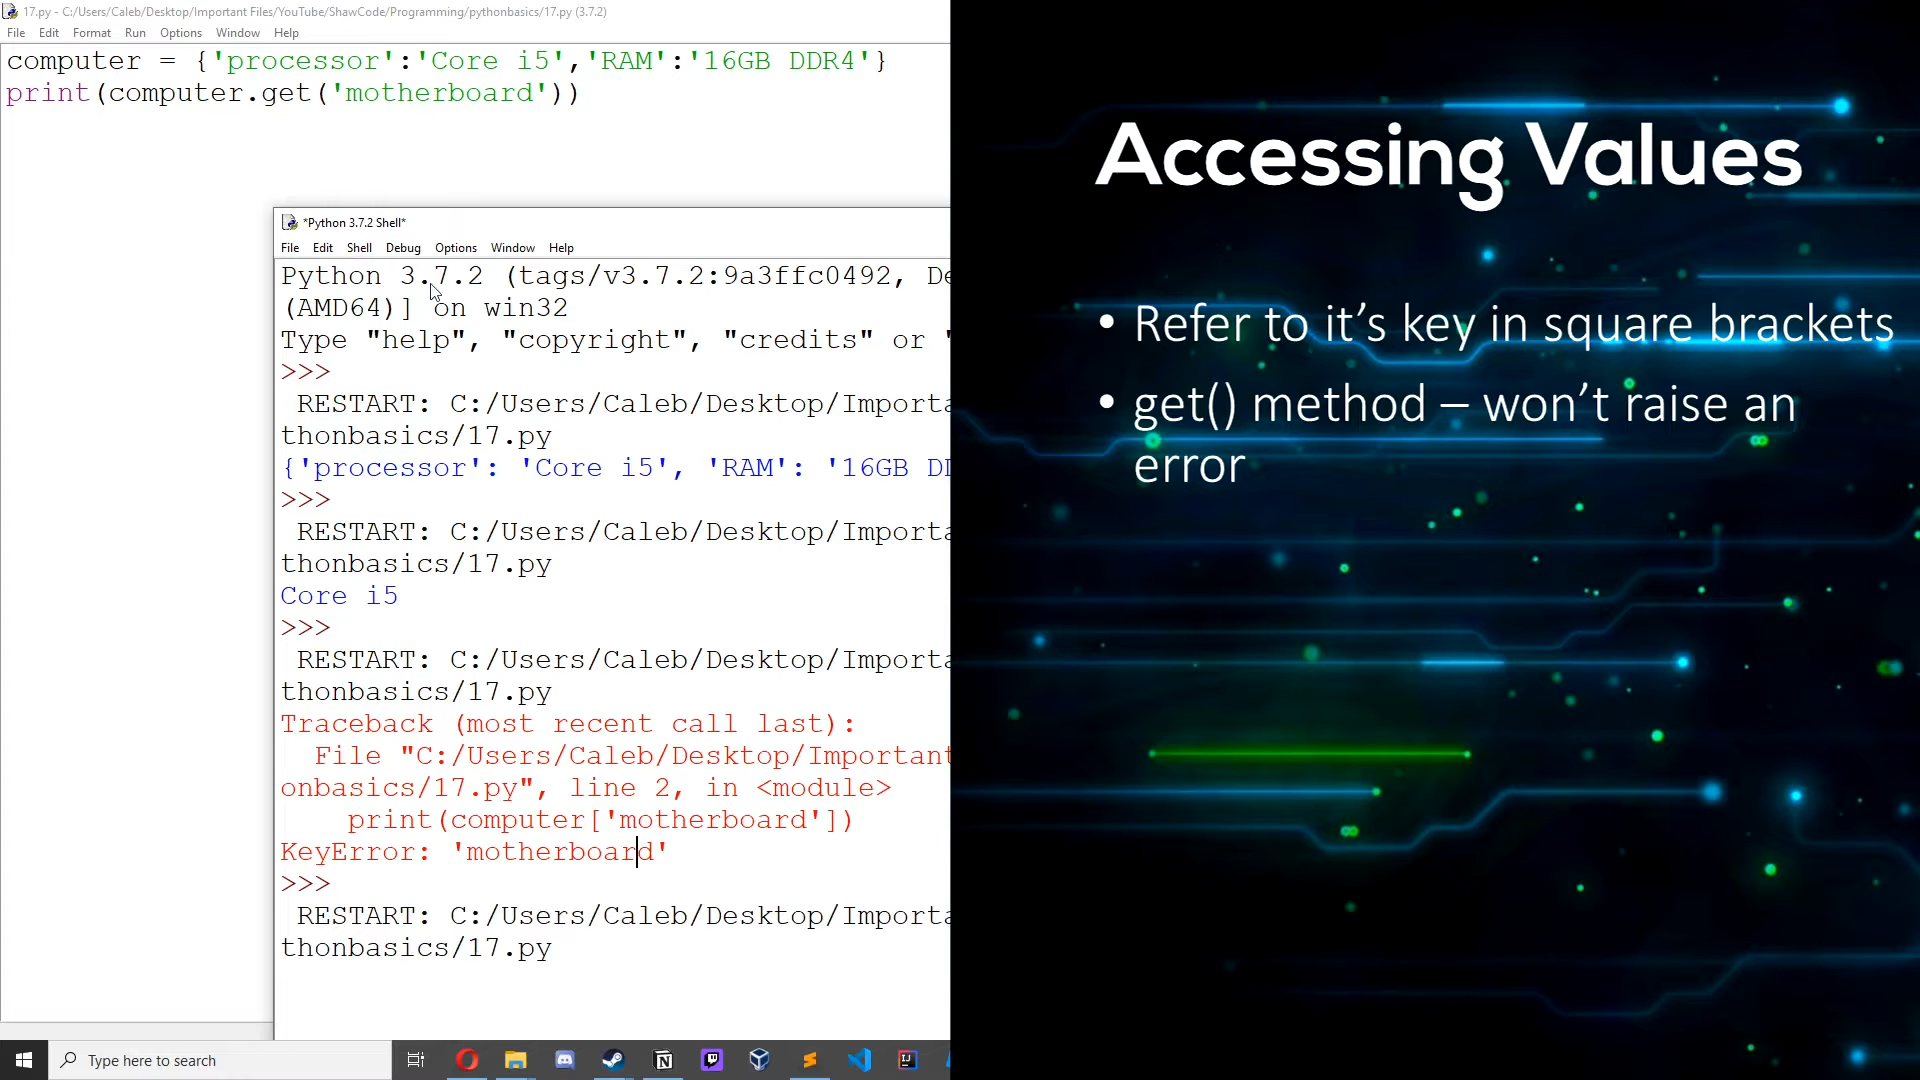 17.py - C:/Users/Caleb/Desktop/Important Files/YouTube/ShawCode/Programming/pythonbasics/17.py (3.7.2)
File Edit Format Run Options Window Help
computer = {'processor':'Core i5','RAM':'16GB DDR4'}
print(computer.get('motherboard'))
*Python 3.7.2 Shell*
File Edit Shell Debug Options Window Help
Python 3.7.2 (tags/v3.7.2:9a3ffc0492, De
(AMD64)] on win32
Type "help", "copyright", "credits" or "
>>>
RESTART: C:/Users/Caleb/Desktop/Importa
thonbasics/17.py
{'processor': 'Core i5', 'RAM': '16GB DD
>>>
RESTART: C:/Users/Caleb/Desktop/Importa
thonbasics/17.py
Core i5
>>>
RESTART: C:/Users/Caleb/Desktop/Importa
thonbasics/17.py
Traceback (most recent call last):
File "C:/Users/Caleb/Desktop/Important
onbasics/17.py", line 2, in <module>
print(computer['motherboard'])
KeyError: 'motherboard'
>>>
RESTART: C:/Users/Caleb/Desktop/Importa
thonbasics/17.py
Type here to search
Accessing Values
• Refer to it’s key in square brackets
• get() method – won’t raise an
error